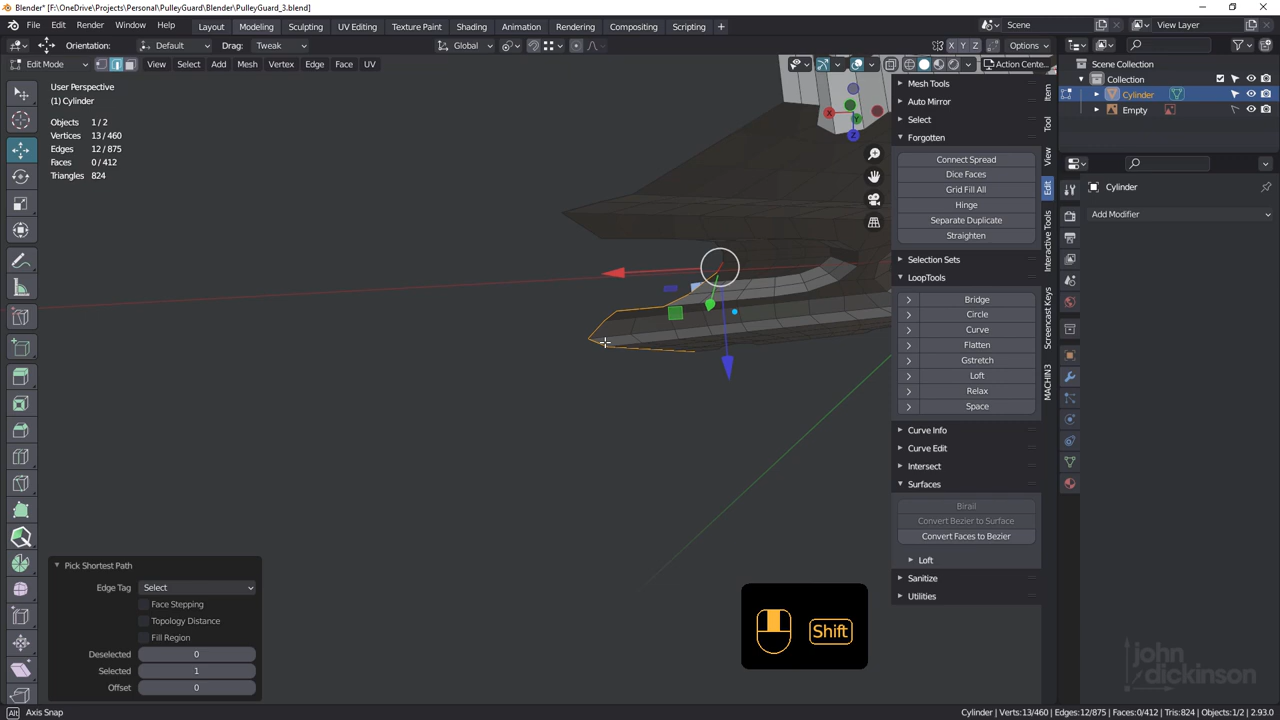 Blender* [F:\OneDrive\Projects\Personal\PulleyGuard\Blender\PulleyGuard_3.blend]
File Edit Render Window Help Layout Modeling Sculpting UV Editing Texture Paint Shading Animation Rendering Compositing Scripting + Scene View Layer
Orientation: Default Drag: Tweak Global X Y Z Options
Edit Mode View Select Add Mesh Vertex Edge Face UV Action Cente...
User Perspective
(1) Cylinder
Objects 1 / 2
Vertices 13 / 460
Edges 12 / 875
Faces 0 / 412
Triangles 824
X
Y
Z
Mesh Tools
Auto Mirror
Select
Forgotten
Connect Spread
Dice Faces
Grid Fill All
Hinge
Separate Duplicate
Straighten
Selection Sets
LoopTools
Bridge
Circle
Curve
Flatten
Gstretch
Loft
Relax
Space
Curve Info
Curve Edit
Intersect
Surfaces
Birail
Convert Bezier to Surface
Convert Faces to Bezier
Loft
Sanitize
Utilities
Item
Tool
View
Edit
Interactive Tools
Screencast Keys
MACHIN3
Scene Collection
Collection
Cylinder
Empty
Cylinder
Add Modifier
Pick Shortest Path
Edge Tag Select
Face Stepping
Topology Distance
Fill Region
Deselected 0
Selected 1
Offset 0
Shift
john
dickinson
Alt Axis Snap
Cylinder | Verts:13/460 | Edges:12/875 | Faces:0/412 | Tris:824 | Objects:1/2 | 2.93.0